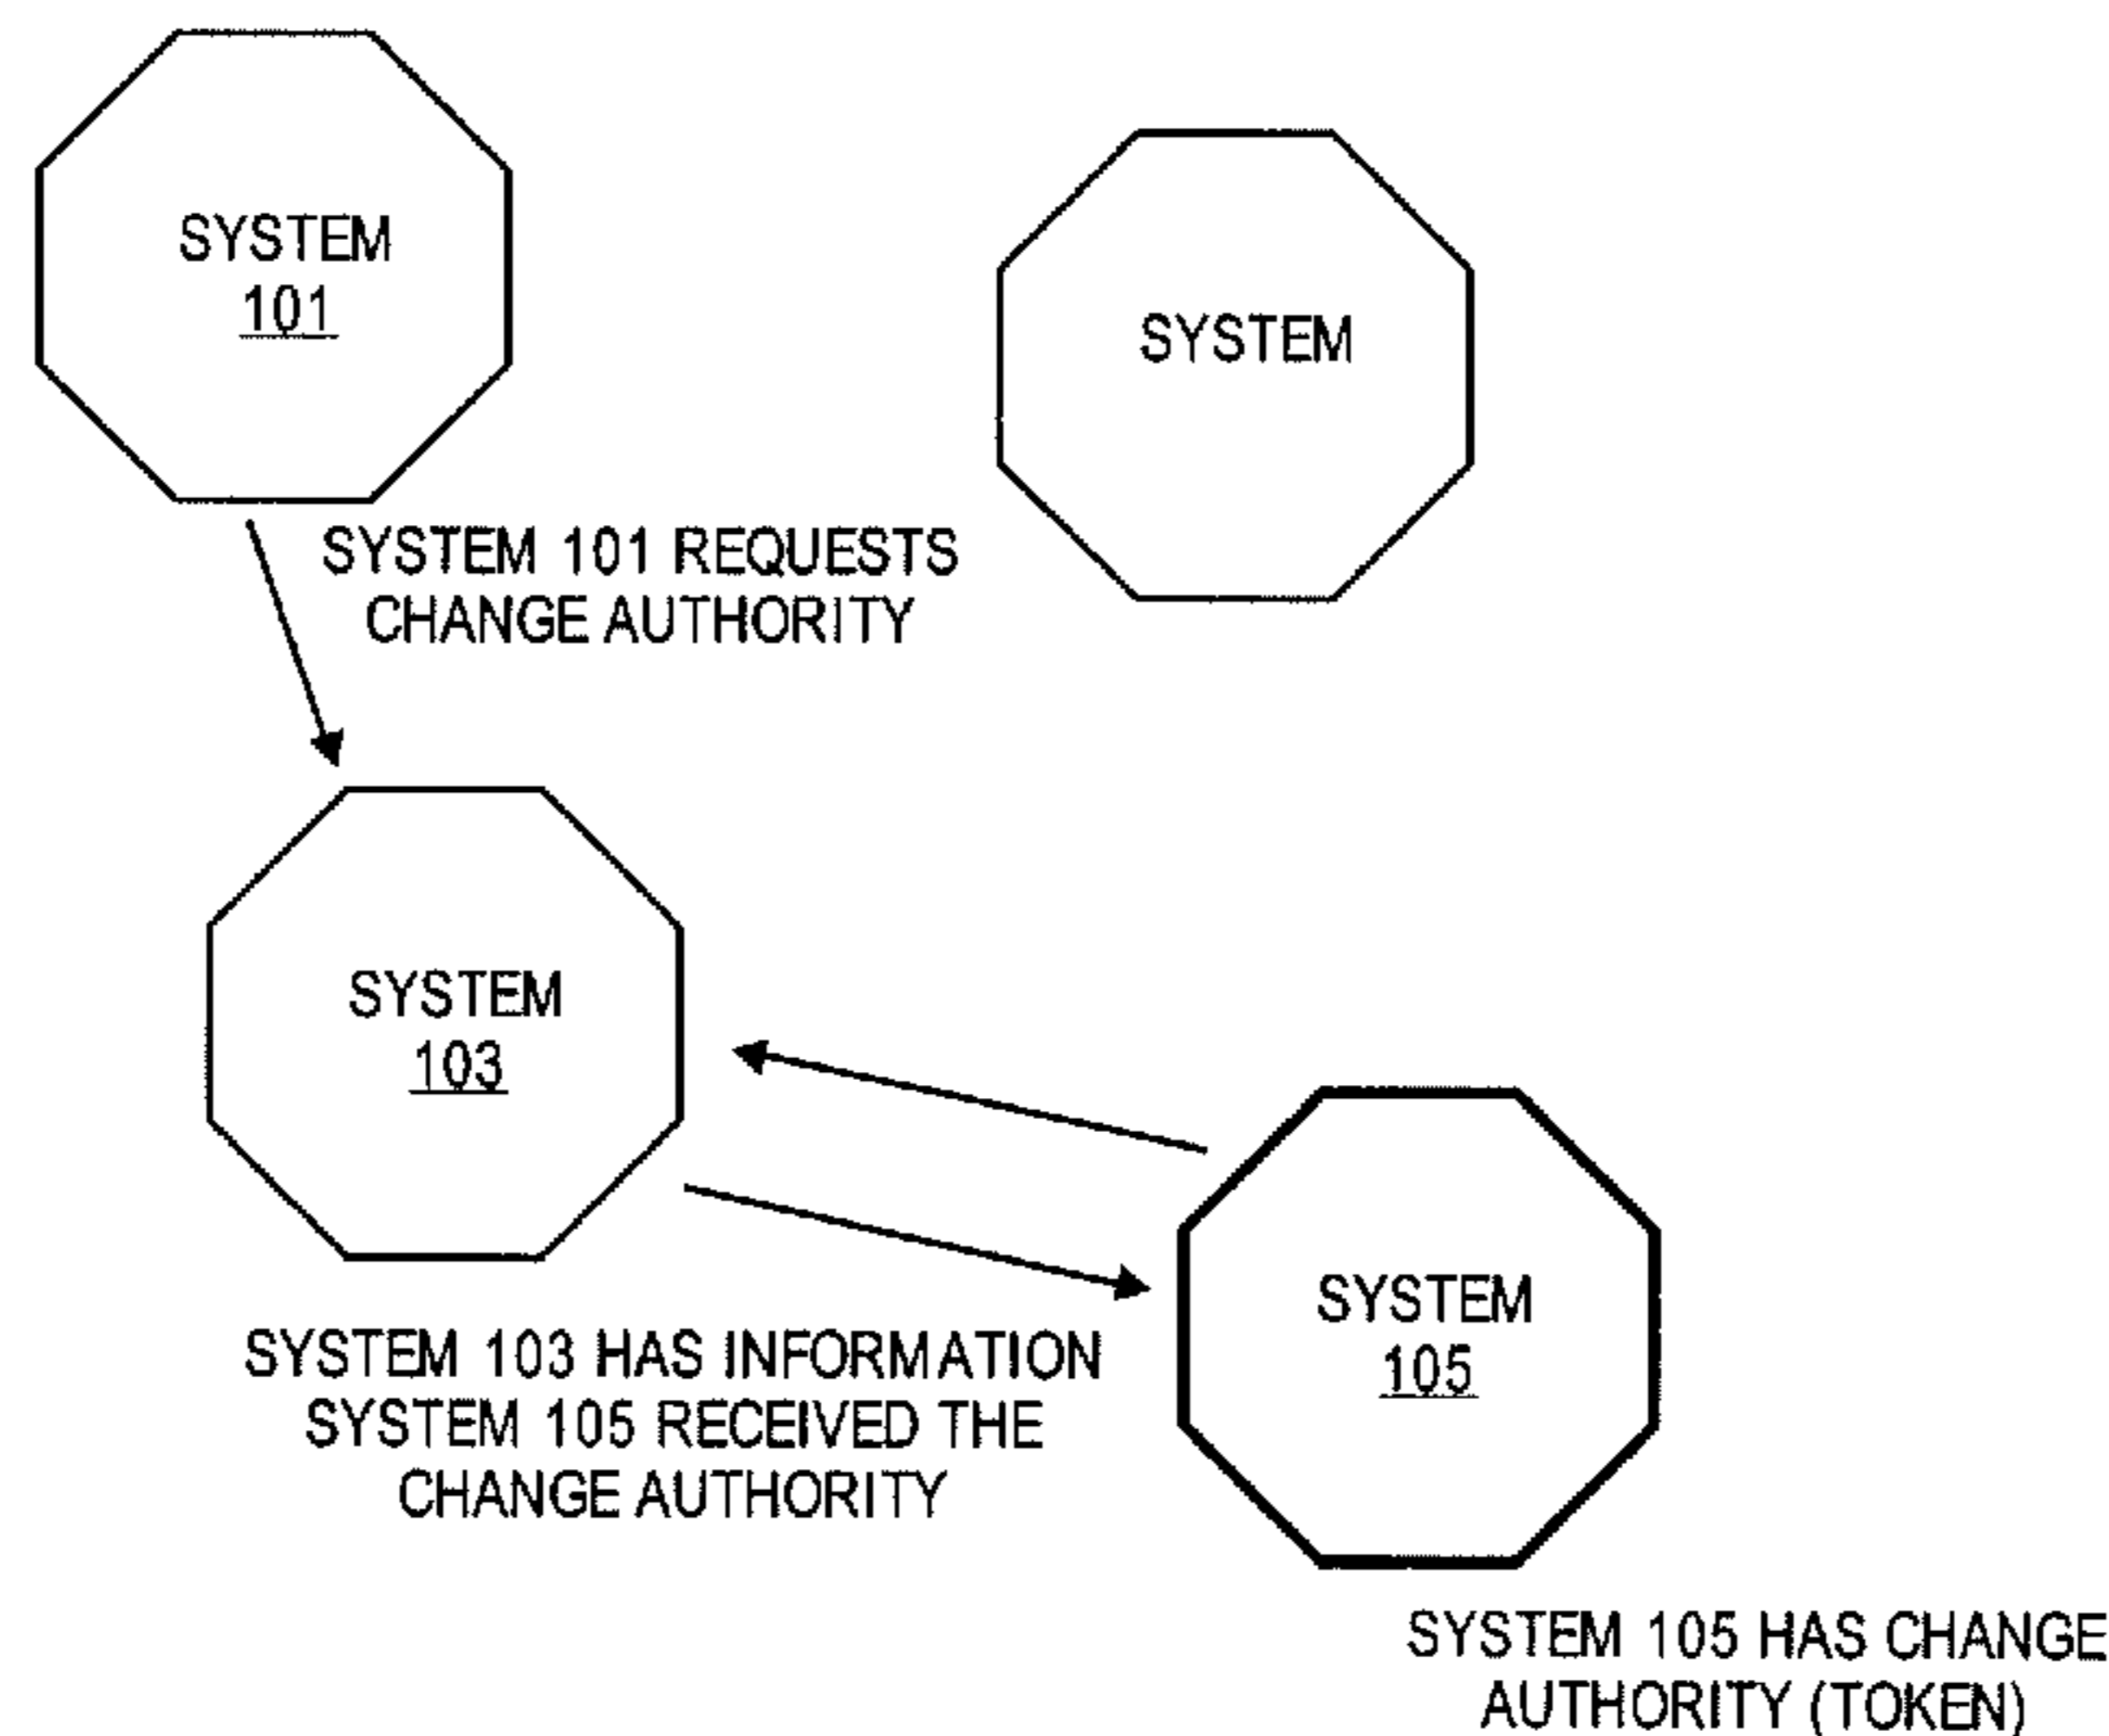 SYSTEM
101
SYSTEM
SYSTEM 101 REQUESTS
CHANGE AUTHORITY
SYSTEM
103
SYSTEM
105
SYSTEM 103 HAS INFORMATION
SYSTEM 105 RECEIVED THE
CHANGE AUTHORITY
SYSTEM 105 HAS CHANGE
AUTHORITY (TOKEN)